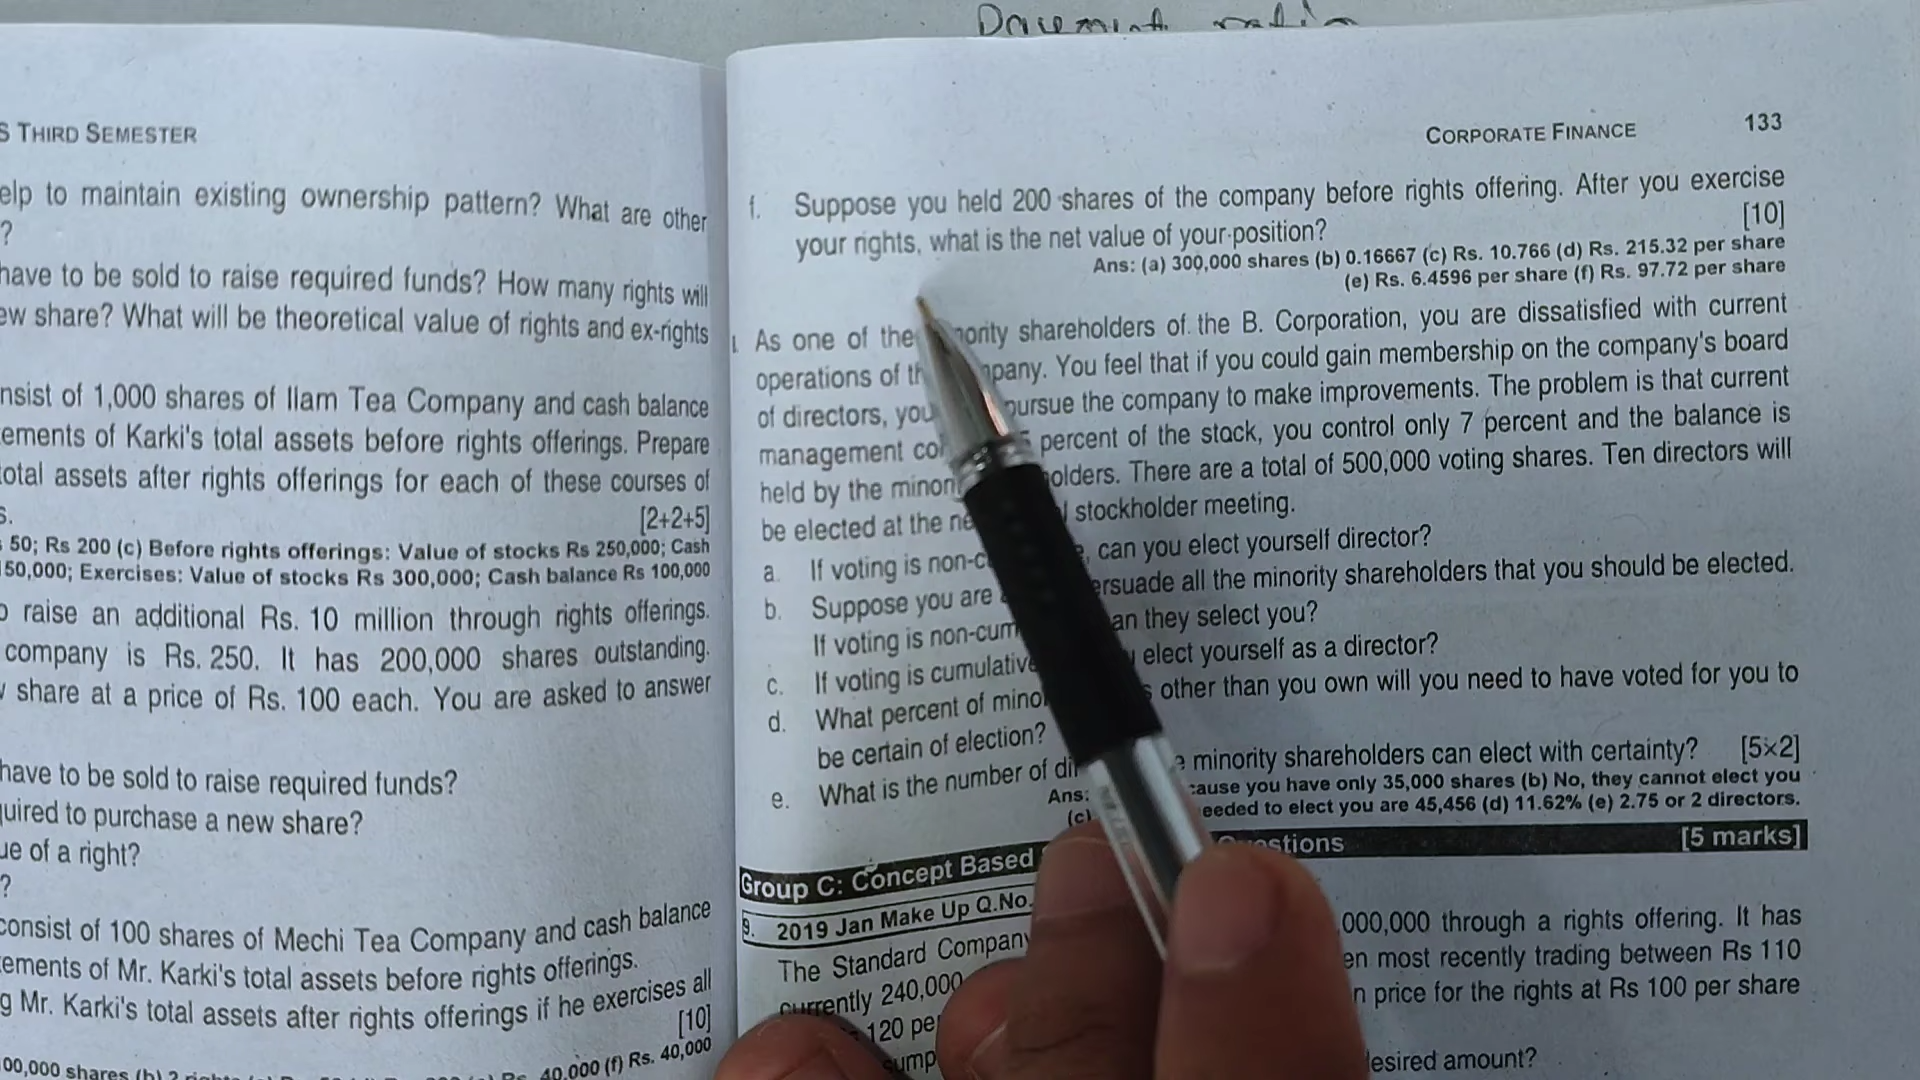 Dovement ratio
S THIRD SEMESTER
elp to maintain existing ownership pattern? What are other
?
have to be sold to raise required funds? How many rights will
ew share? What will be theoretical value of rights and ex-rights
nsist of 1,000 shares of Ilam Tea Company and cash balance
ements of Karki's total assets before rights offerings. Prepare
total assets after rights offerings for each of these courses of
s. [2+2+5]
50; Rs 200 (c) Before rights offerings: Value of stocks Rs 250,000; Cash
50,000; Exercises: Value of stocks Rs 300,000; Cash balance Rs 100,000
o raise an additional Rs. 10 million through rights offerings.
company is Rs. 250. It has 200,000 shares outstanding.
share at a price of Rs. 100 each. You are asked to answer
have to be sold to raise required funds?
quired to purchase a new share?
ue of a right?
?
consist of 100 shares of Mechi Tea Company and cash balance
ements of Mr. Karki's total assets before rights offerings.
g Mr. Karki's total assets after rights offerings if he exercises all
[10]
00,000 shares (b) 2 40,000 (f) Rs. 40,000
CORPORATE FINANCE 133
f. Suppose you held 200 shares of the company before rights offering. After you exercise
your rights, what is the net value of your position? [10]
Ans: (a) 300,000 shares (b) 0.16667 (c) Rs. 10.766 (d) Rs. 215.32 per share
(e) Rs. 6.4596 per share (f) Rs. 97.72 per share
As one of the nority shareholders of the B. Corporation, you are dissatisfied with current
operations of th mpany. You feel that if you could gain membership on the company's board
of directors, you pursue the company to make improvements. The problem is that current
management co percent of the stock, you control only 7 percent and the balance is
held by the minor olders. There are a total of 500,000 voting shares. Ten directors will
be elected at the ne stockholder meeting.
a. If voting is non-c , can you elect yourself director?
b. Suppose you are ersuade all the minority shareholders that you should be elected.
If voting is non-cum an they select you?
c. If voting is cumulative elect yourself as a director?
d. What percent of mino s other than you own will you need to have voted for you to
be certain of election?
e. What is the number of di e minority shareholders can elect with certainty? [5×2]
Ans: cause you have only 35,000 shares (b) No, they cannot elect you
(c) eeded to elect you are 45,456 (d) 11.62% (e) 2.75 or 2 directors.
Group C: Concept Based estions [5 marks]
9. 2019 Jan Make Up Q.No.
The Standard Company ,000,000 through a rights offering. It has
currently 240,000 en most recently trading between Rs 110
120 pe n price for the rights at Rs 100 per share
sump desired amount?